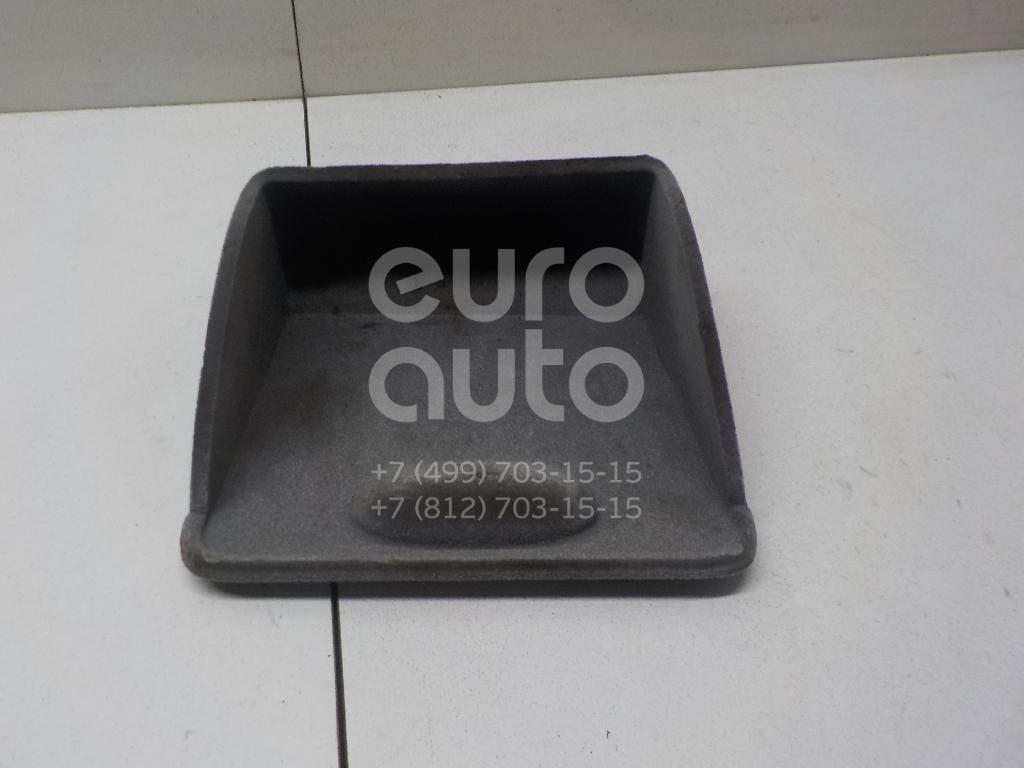 euro
auto
+7 (499) 703-15-15
+7 (812) 703-15-15